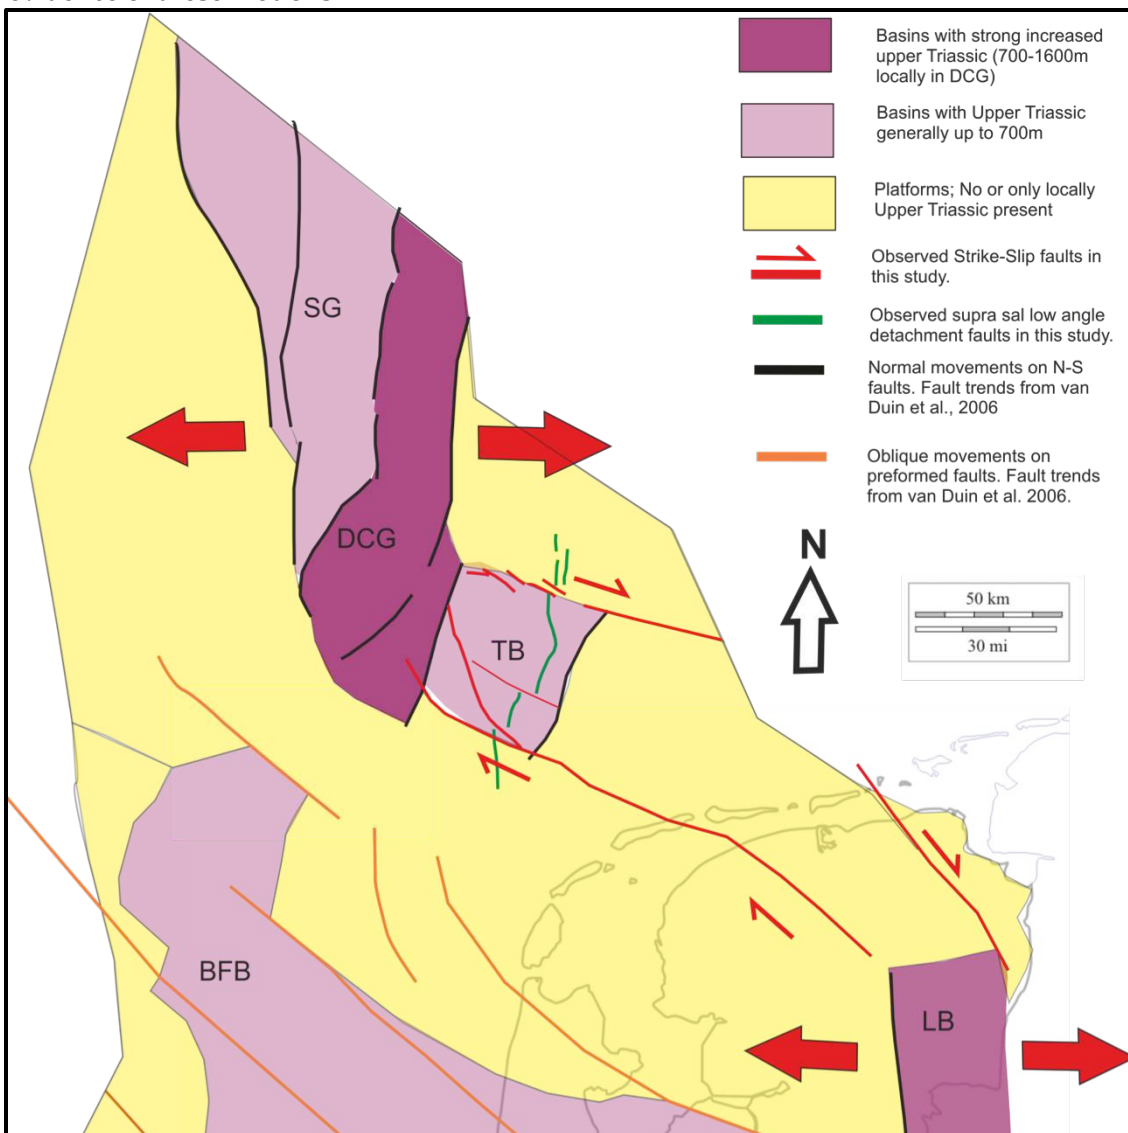 Basins with strong increased
upper Triassic (700-1600m
locally in DCG)
Basins with Upper Triassic
generally up to 700m
Platforms; No or only locally
Upper Triassic present
Observed Strike-Slip faults in
this study.
Observed supra sal low angle
detachment faults in this study.
Normal movements on N-S
faults. Fault trends from van
Duin et al., 2006
Oblique movements on
preformed faults. Fault trends
from van Duin et al. 2006.
N
50 km
30 mi
SG
DCG
TB
BFB
LB